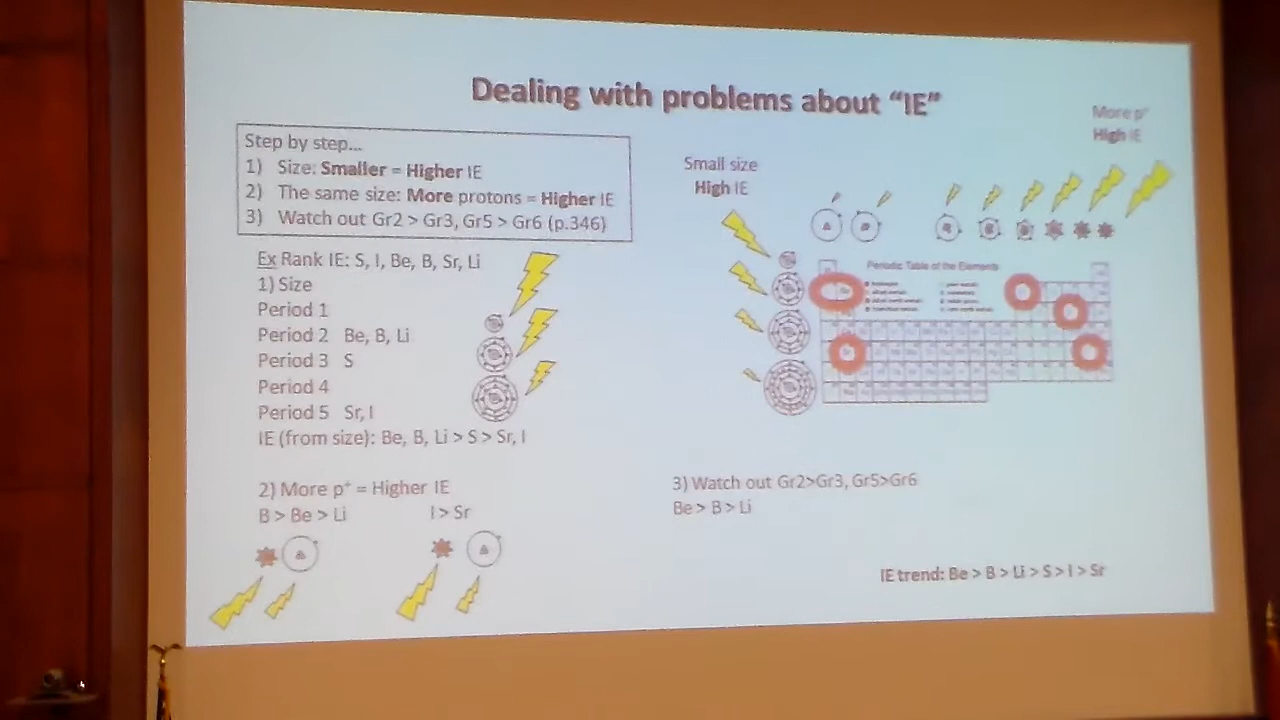 Dealing with problems about “IE”
Step by step...
1) Size: Smaller = Higher IE
2) The same size: More protons = Higher IE
3) Watch out Gr2 > Gr3, Gr5 > Gr6 (p.346)
Ex Rank IE: S, I, Be, B, Sr, Li
1) Size
Period 1
Period 2 Be, B, Li
Period 3 S
Period 4
Period 5 Sr, I
IE (from size): Be, B, Li > S > Sr, I
2) More p⁺ = Higher IE
B > Be > Li I > Sr
Small size
High IE
More p⁺
High IE
Periodic Table of the Elements
3) Watch out Gr2>Gr3, Gr5>Gr6
Be > B > Li
IE trend: Be > B > Li > S > I > Sr